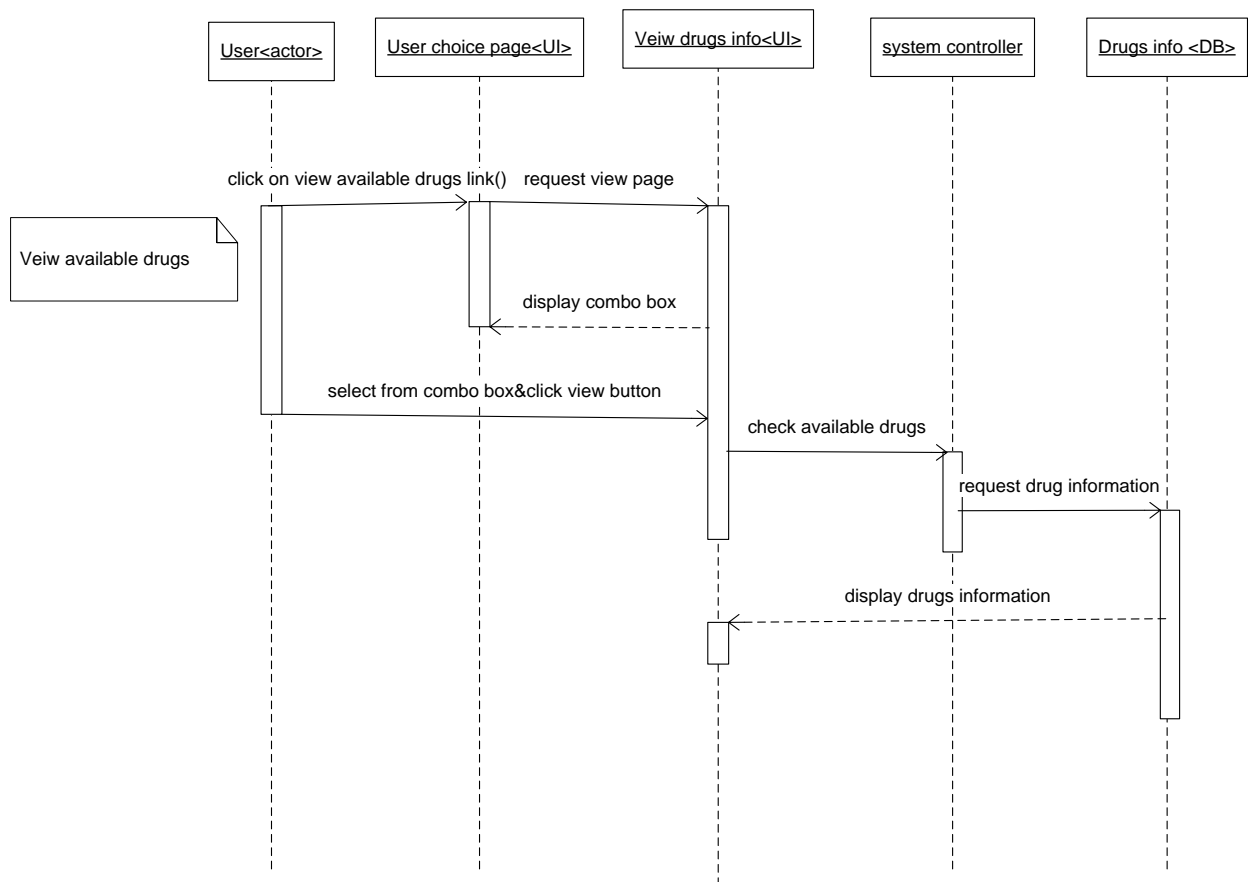 User<actor>
User choice page<UI>
Veiw drugs info<UI>
system controller
Drugs info <DB>
click on view available drugs link()
request view page
Veiw available drugs
display combo box
select from combo box&click view button
check available drugs
request drug information
display drugs information